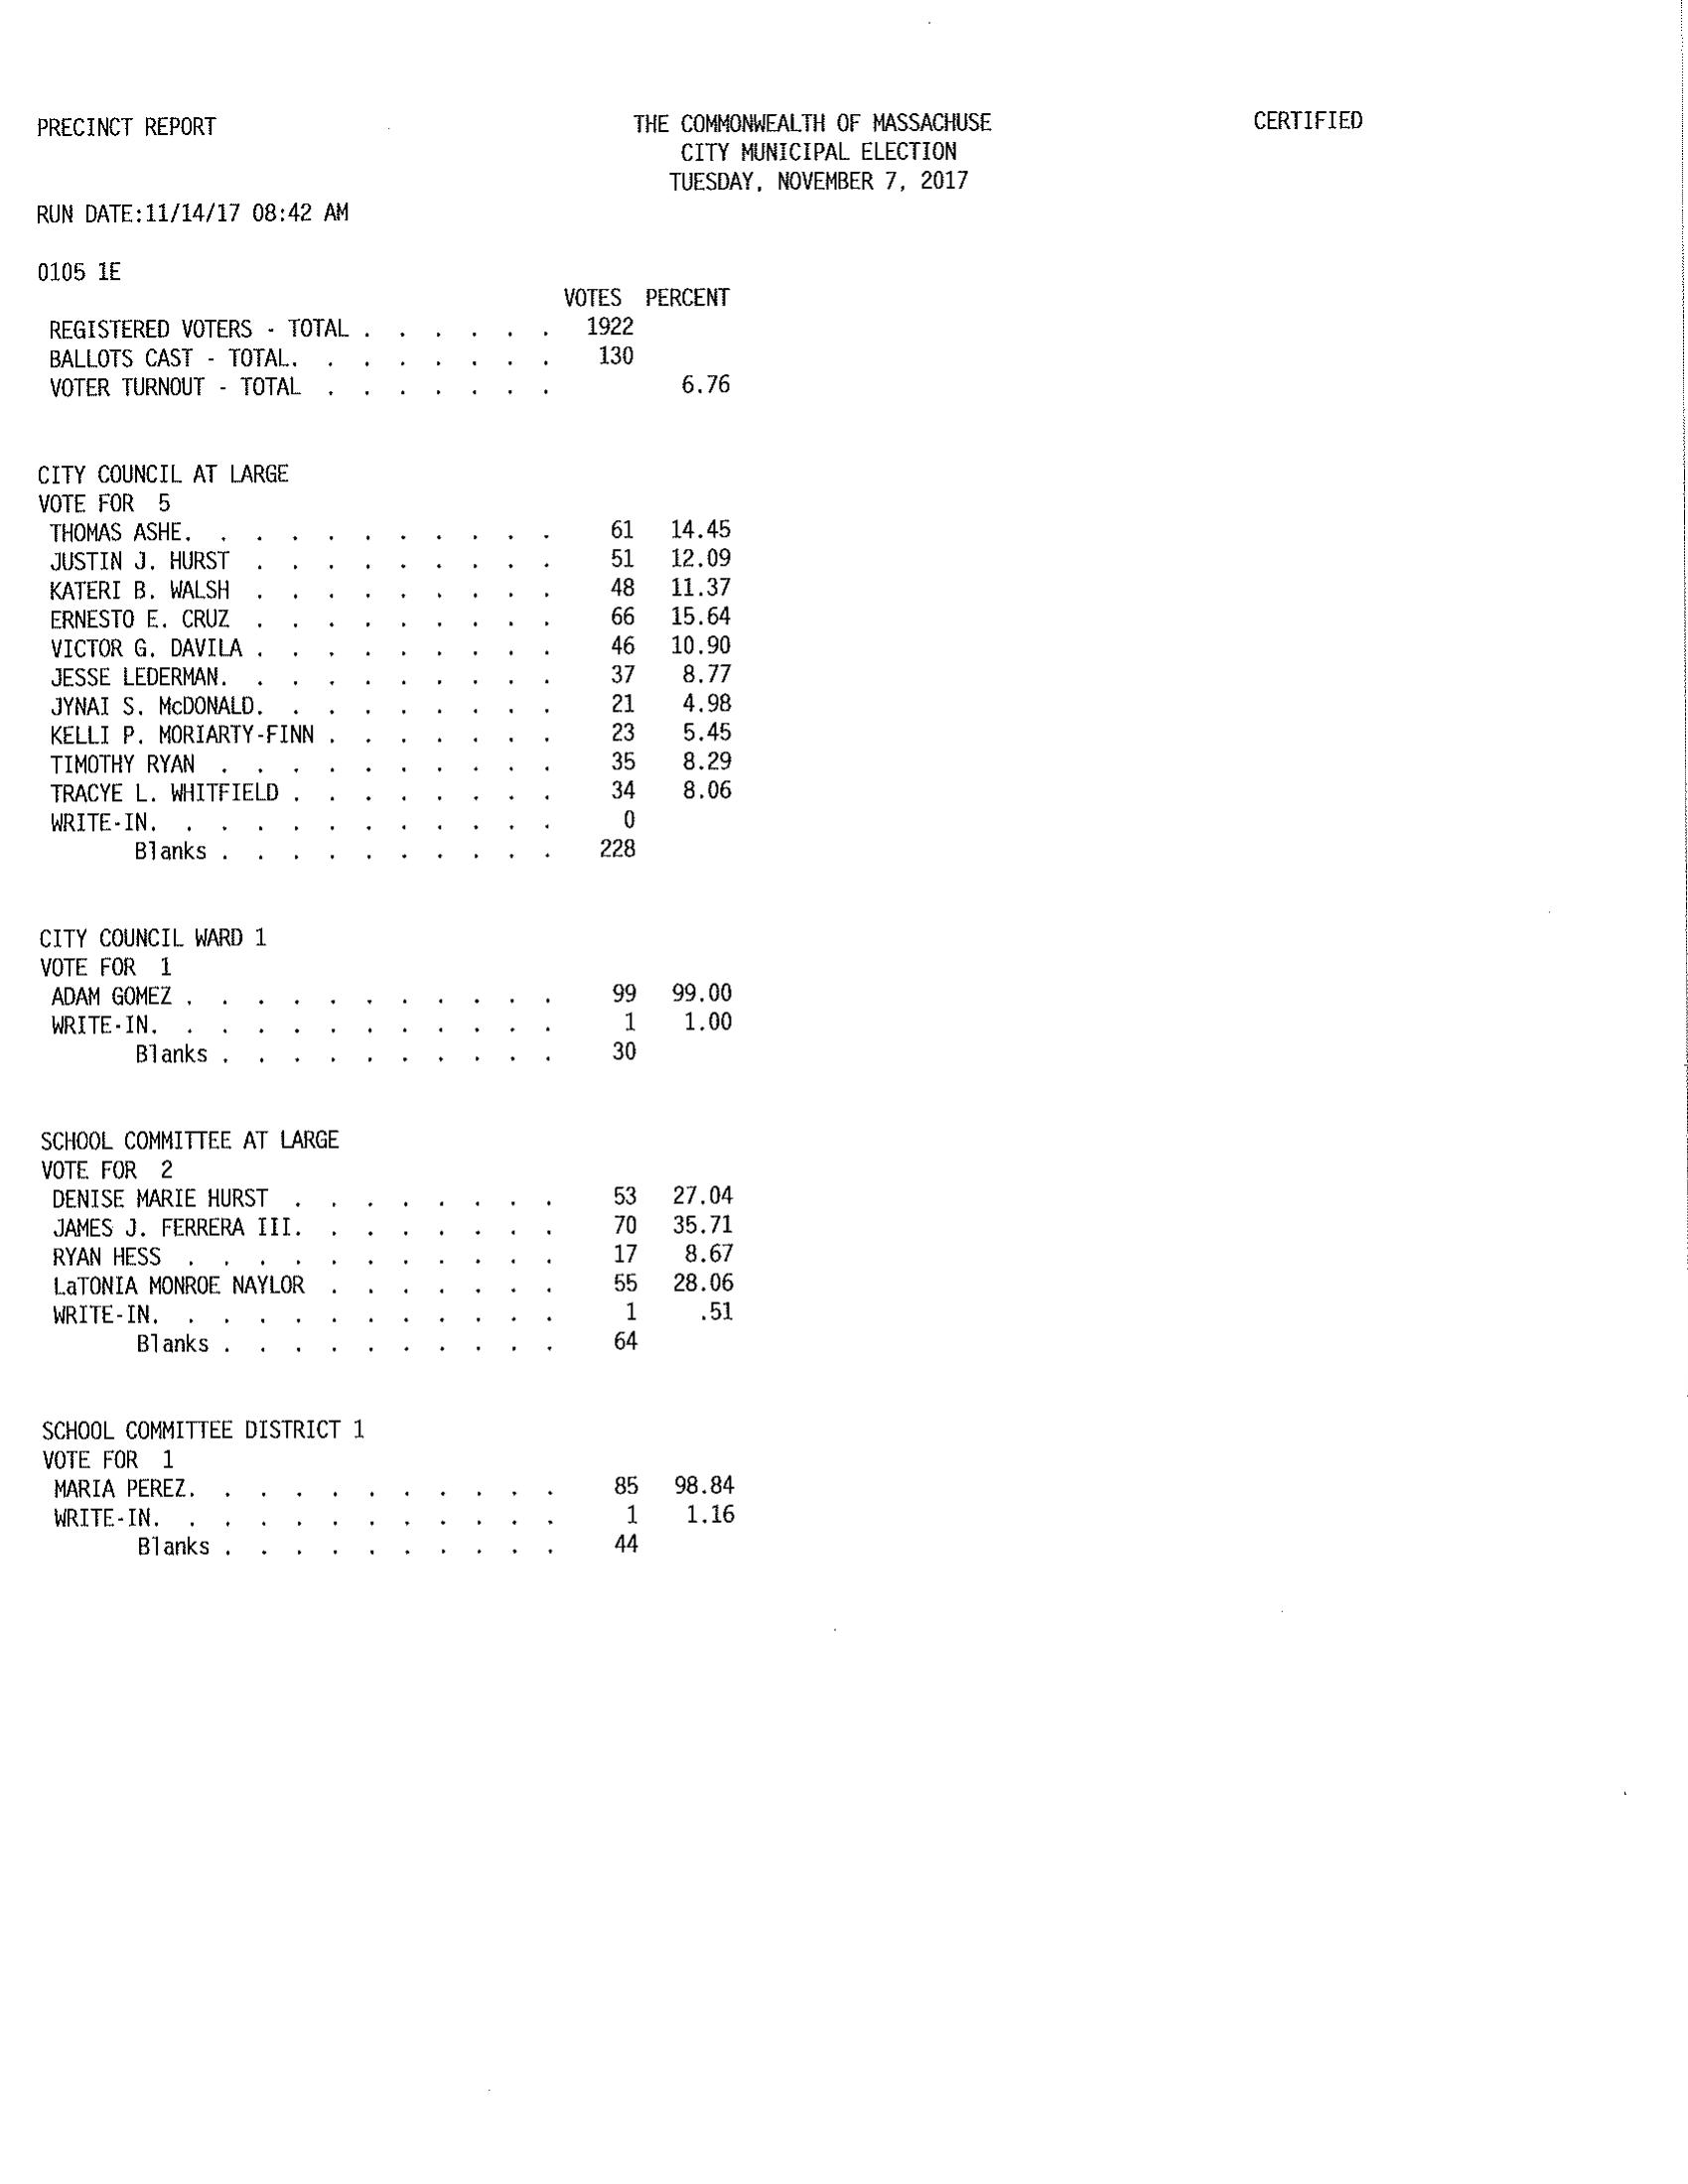 PRECINCT REPORT THE COMMONWEALTH OF MASSACHUSE CERTIFIED
CITY MUNICIPAL ELECTION
TUESDAY, NOVEMBER 7, 2017
RUN DATE:11/14/17 08:42 AM
0105 1E
VOTES PERCENT
REGISTERED VOTERS - TOTAL . . . . . . 1922
BALLOTS CAST - TOTAL. . . . . . . . 130
VOTER TURNOUT - TOTAL . . . . . . . 6.76
CITY COUNCIL AT LARGE
VOTE FOR 5
THOMAS ASHE. . . . . . . . . . . 61 14.45
JUSTIN J. HURST . . . . . . . . . 51 12.09
KATERI B. WALSH . . . . . . . . . 48 11.37
ERNESTO E. CRUZ . . . . . . . . . 66 15.64
VICTOR G. DAVILA . . . . . . . . . 46 10.90
JESSE LEDERMAN. . . . . . . . . . 37 8.77
JYNAI S. McDONALD. . . . . . . . . 21 4.98
KELLI P. MORIARTY-FINN . . . . . . . 23 5.45
TIMOTHY RYAN . . . . . . . . . . 35 8.29
TRACYE L. WHITFIELD . . . . . . . . 34 8.06
WRITE-IN. . . . . . . . . . . . 0
Blanks . . . . . . . . . . 228
CITY COUNCIL WARD 1
VOTE FOR 1
ADAM GOMEZ . . . . . . . . . . . 99 99.00
WRITE-IN. . . . . . . . . . . . 1 1.00
Blanks . . . . . . . . . . 30
SCHOOL COMMITTEE AT LARGE
VOTE FOR 2
DENISE MARIE HURST . . . . . . . . 53 27.04
JAMES J. FERRERA III. . . . . . . . 70 35.71
RYAN HESS . . . . . . . . . . . 17 8.67
LaTONIA MONROE NAYLOR . . . . . . . 55 28.06
WRITE-IN. . . . . . . . . . . . 1 .51
Blanks . . . . . . . . . . 64
SCHOOL COMMITTEE DISTRICT 1
VOTE FOR 1
MARIA PEREZ. . . . . . . . . . . 85 98.84
WRITE-IN. . . . . . . . . . . . 1 1.16
Blanks . . . . . . . . . . 44